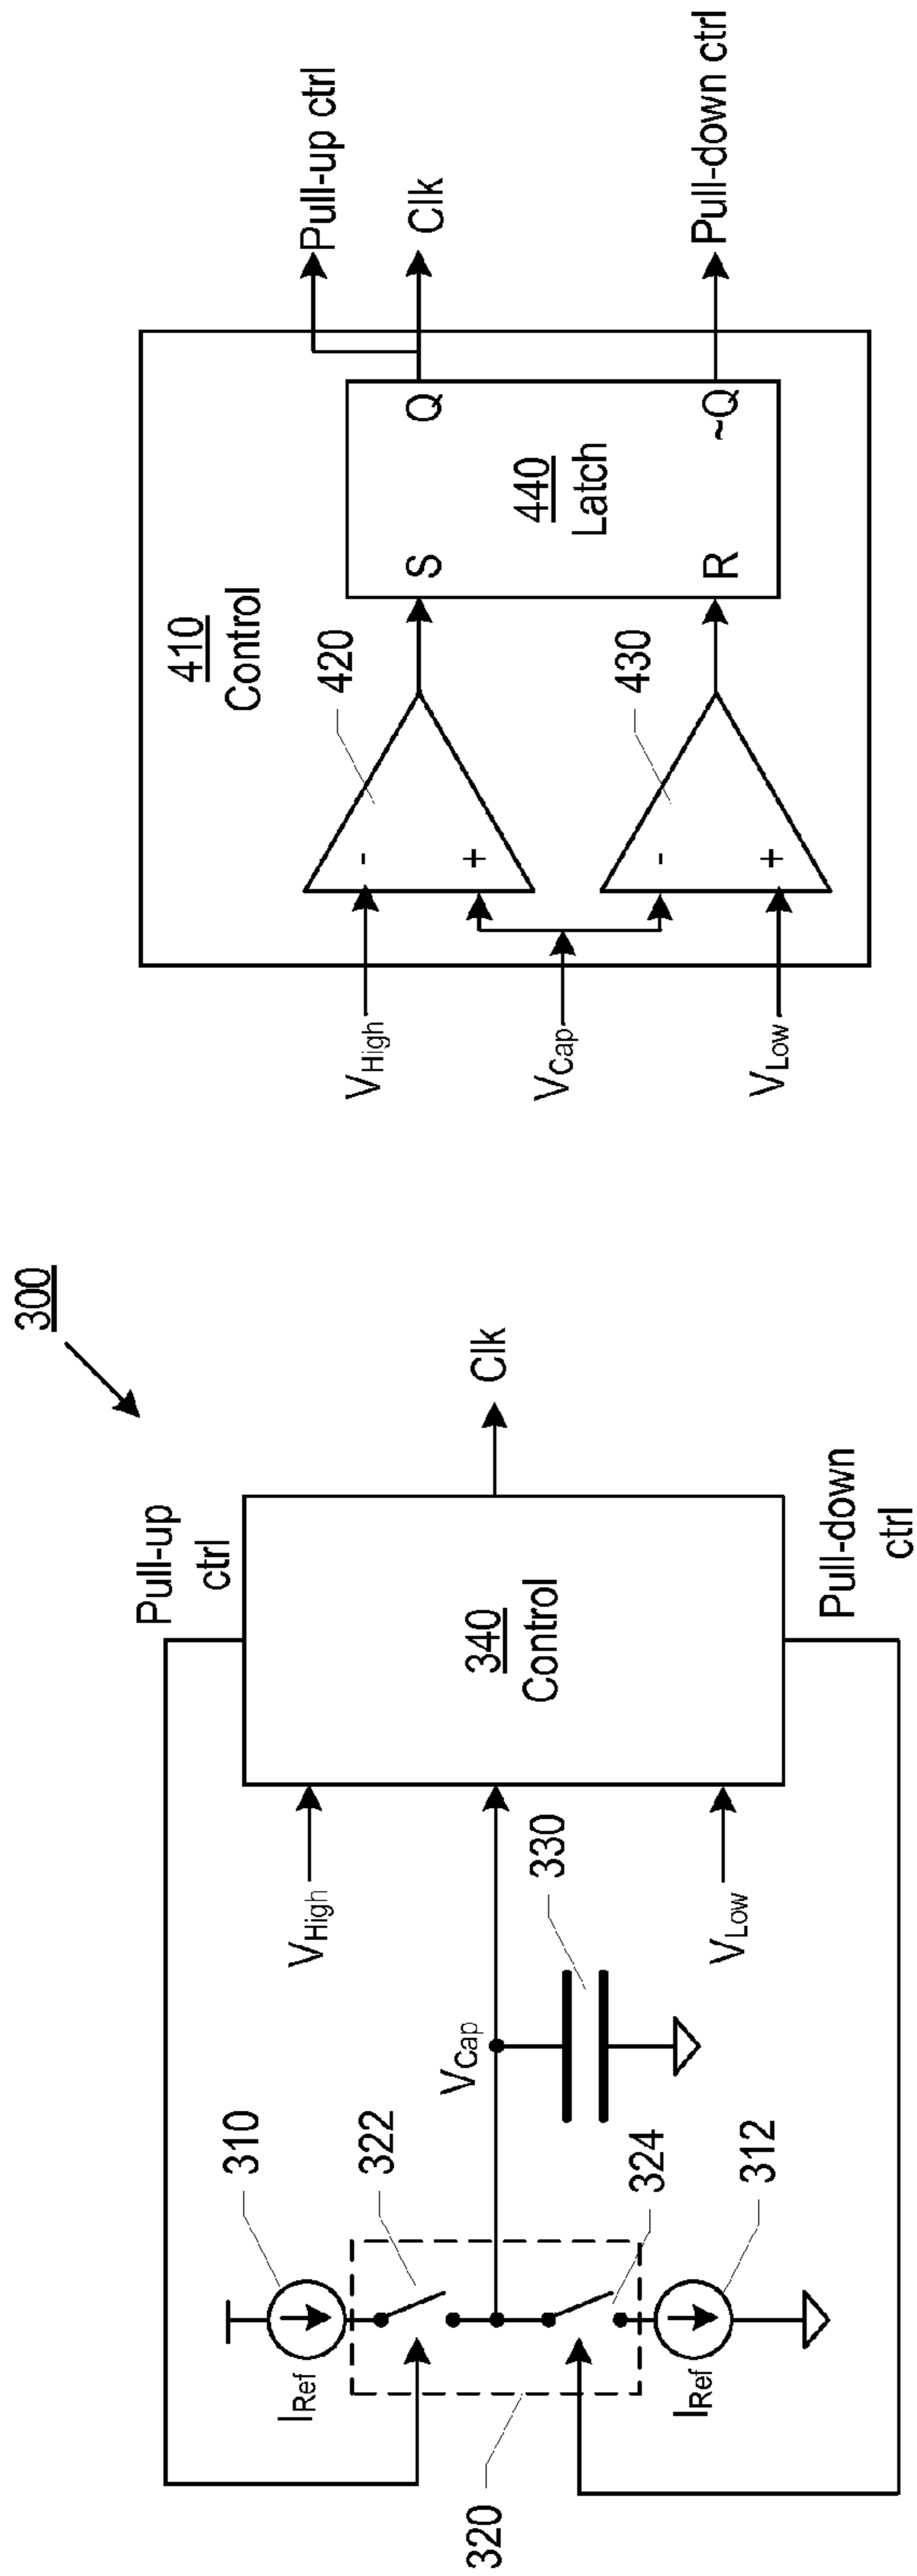 300
Pull-up
ctrl
310
I_Ref
322
V_Cap
V_High
340
Control
Clk
330
V_Low
324
312
I_Ref
320
Pull-down
ctrl
410
Control
420
V_High
-
+
S
Q
Pull-up ctrl
Clk
V_Cap
440
Latch
430
-
+
V_Low
R
~Q
Pull-down ctrl